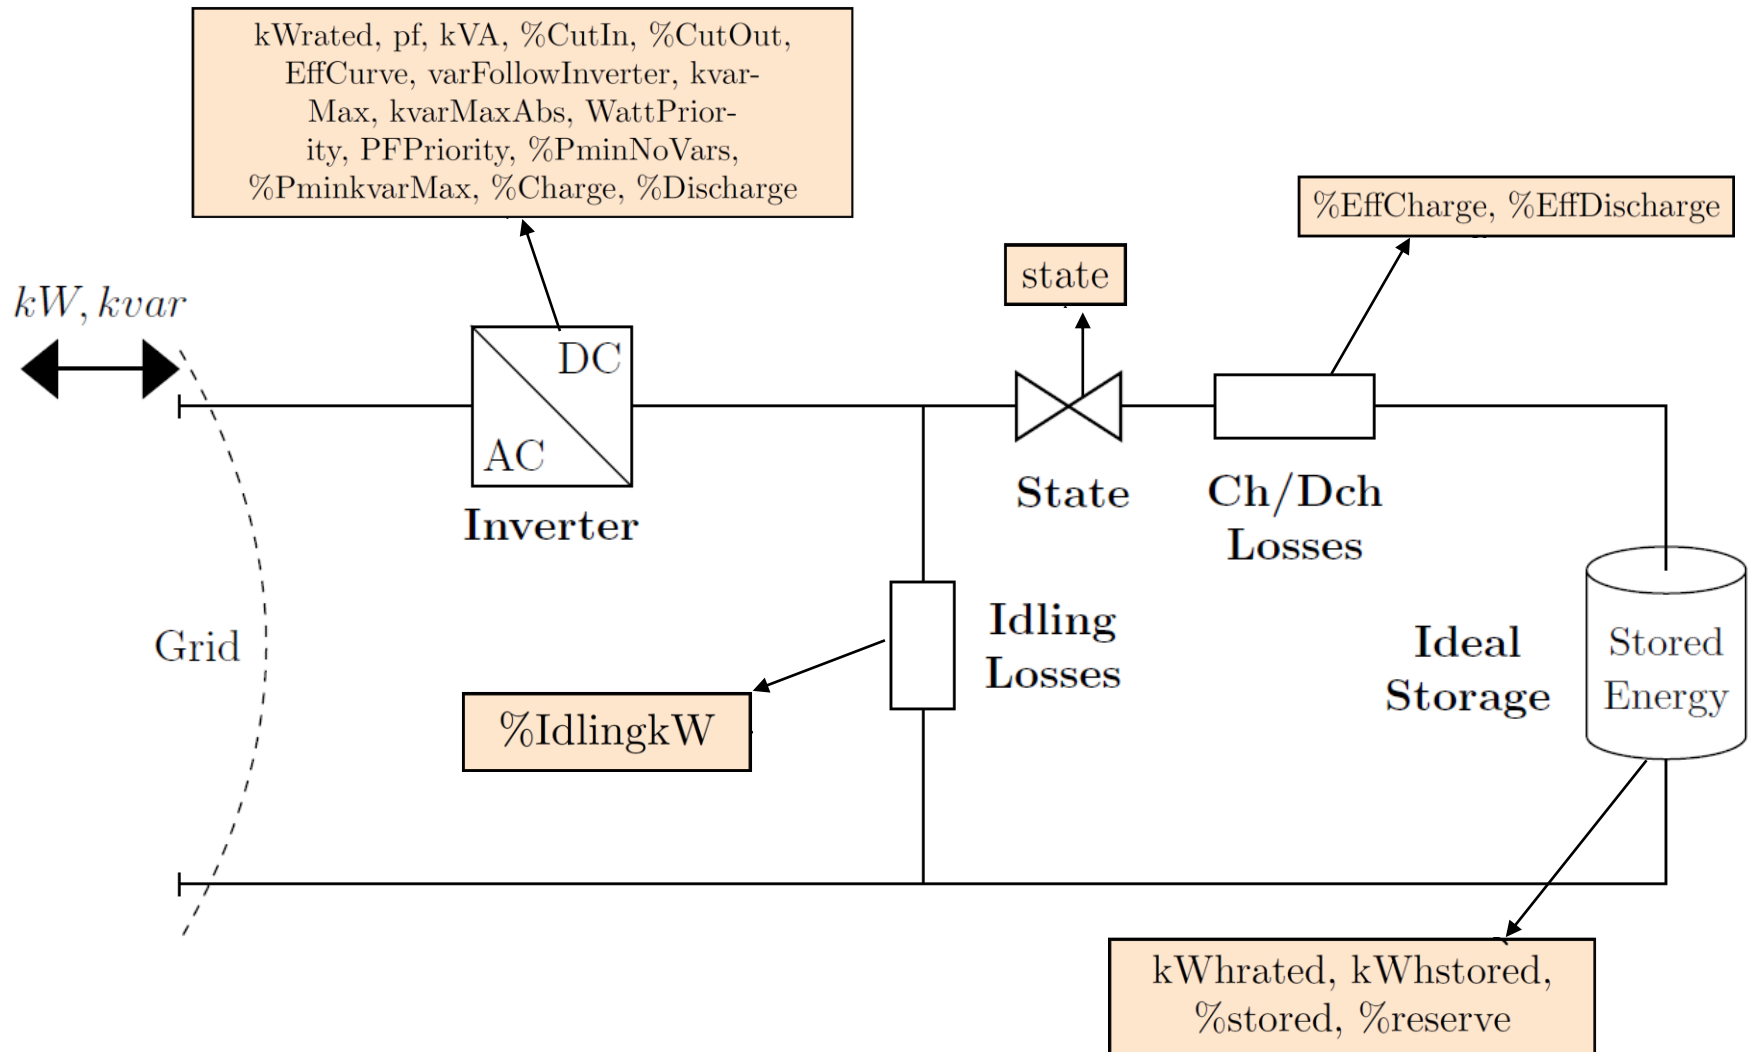 kWrated, pf, kVA, %CutIn, %CutOut,
EffCurve, varFollowInverter, kvar-
Max, kvarMaxAbs, WattPrior-
ity, PFPriority, %PminNoVars,
%PminkvarMax, %Charge, %Discharge
%EffCharge, %EffDischarge
state
kW, kvar
DC
AC
Inverter
State
Ch/Dch
Losses
Grid
Idling
Losses
%IdlingkW
Ideal
Storage
Stored
Energy
kWhrated, kWhstored,
%stored, %reserve